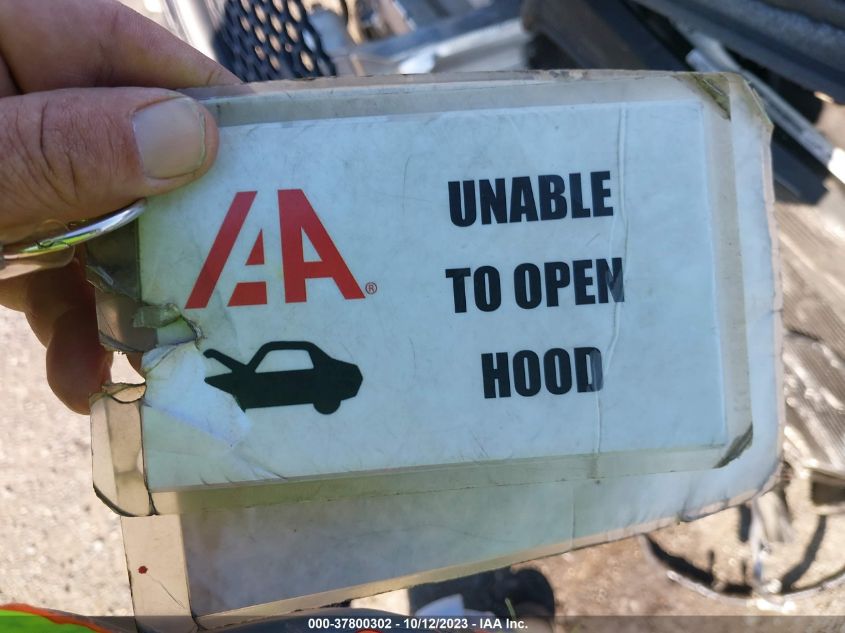 IAA®
UNABLE
TO OPEN
HOOD
000-37800302 - 10/12/2023 - IAA Inc.